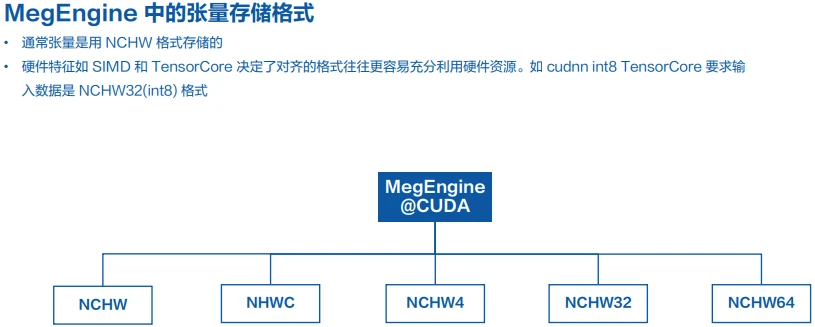 MegEngine 中的张量存储格式
• 通常张量是用 NCHW 格式存储的
• 硬件特征如 SIMD 和 TensorCore 决定了对齐的格式往往更容易充分利用硬件资源。如 cudnn int8 TensorCore 要求输
入数据是 NCHW32(int8) 格式
MegEngine
@CUDA
NCHW
NHWC
NCHW4
NCHW32
NCHW64